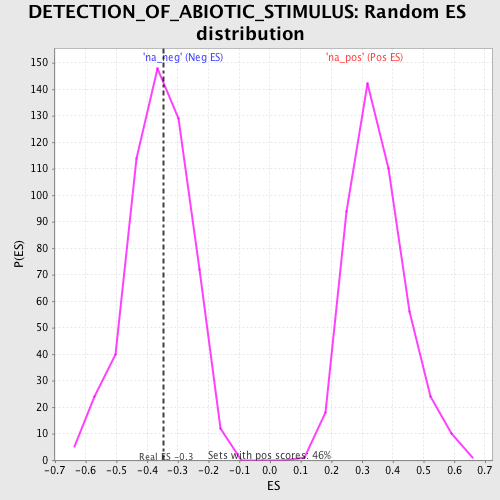 DETECTION_OF_ABIOTIC_STIMULUS: Random ES
distribution
'na_neg' (Neg ES)
'na_pos' (Pos ES)
150
140
130
120
110
100
90
80
70
60
50
40
30
20
10
0
P(ES)
Real ES -0.3
Sets with pos scores: 46%
-0.7 -0.6 -0.5 -0.4 -0.3 -0.2 -0.1 0.0 0.1 0.2 0.3 0.4 0.5 0.6 0.7
ES